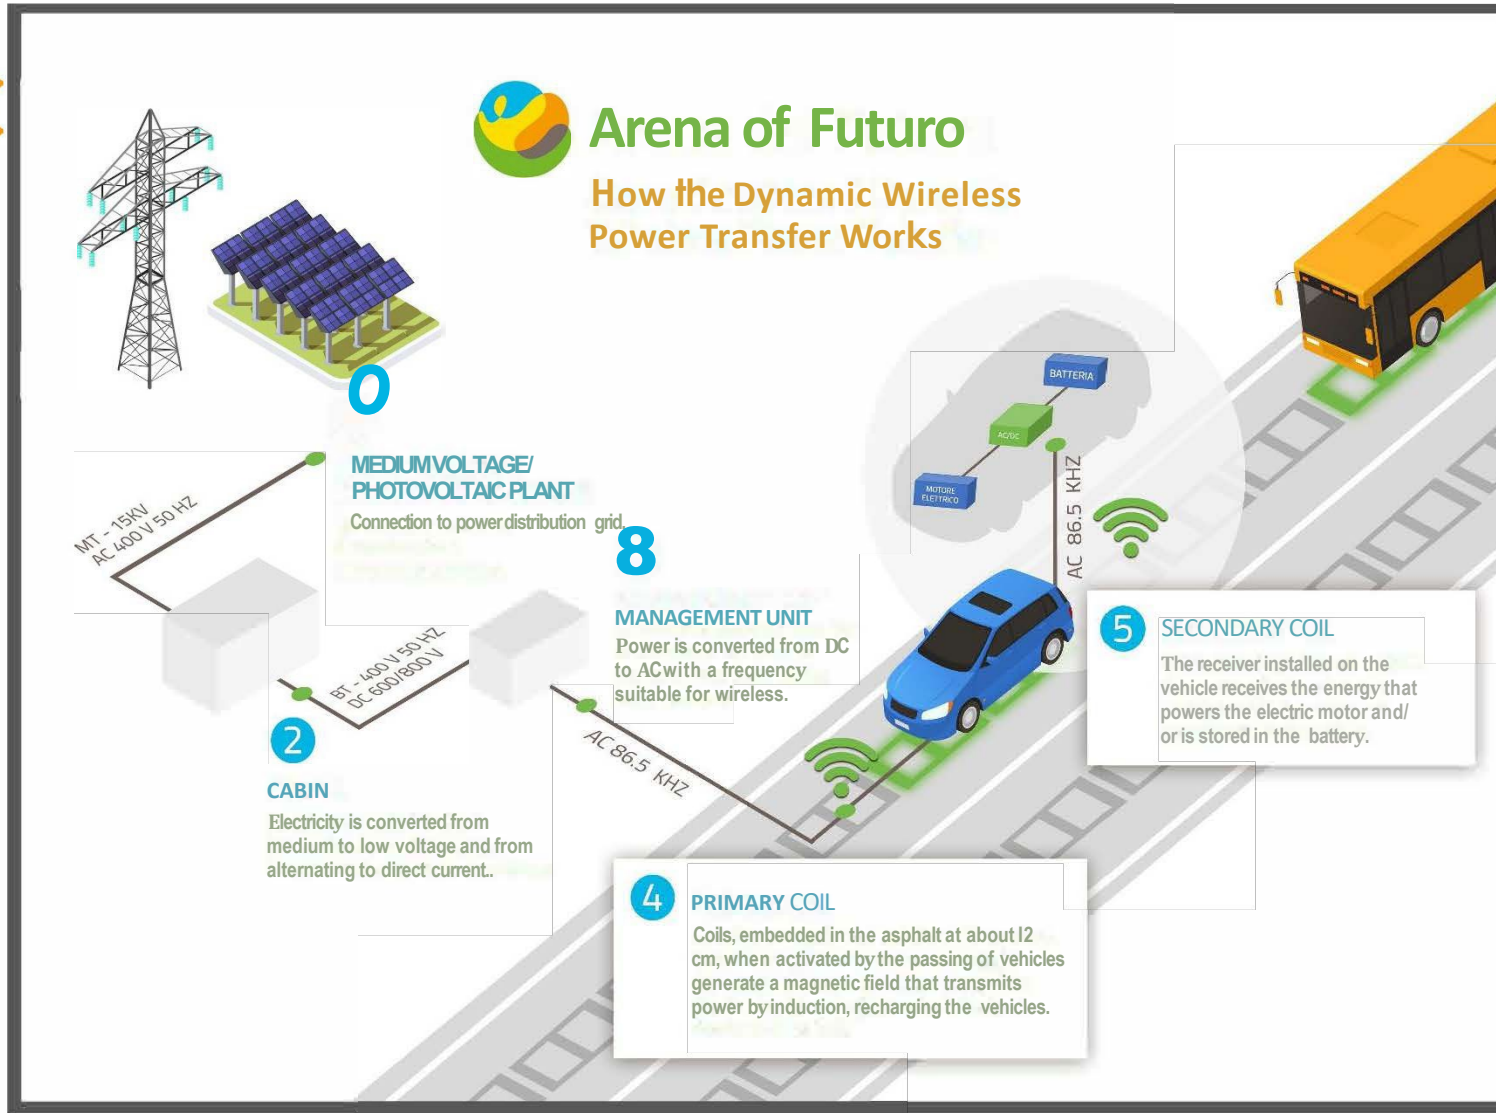 Arena of Futuro
How the Dynamic Wireless
Power Transfer Works
0
MEDIUM VOLTAGE/
PHOTOVOLTAIC PLANT
Connection to power distribution grid.
MT - 15KV
AC 400 V 50 HZ
2
CABIN
Electricity is converted from
medium to low voltage and from
alternating to direct current..
BT - 400 V 50 HZ
DC 600/800 V
8
MANAGEMENT UNIT
Power is converted from DC
to AC with a frequency
suitable for wireless.
AC 86.5 KHZ
4
PRIMARY COIL
Coils, embedded in the asphalt at about I2
cm, when activated by the passing of vehicles
generate a magnetic field that transmits
power by induction, recharging the vehicles.
BATTERIA
AC/DC
MOTORE
ELETTRICO
AC 86.5 KHZ
5
SECONDARY COIL
The receiver installed on the
vehicle receives the energy that
powers the electric motor and/
or is stored in the battery.